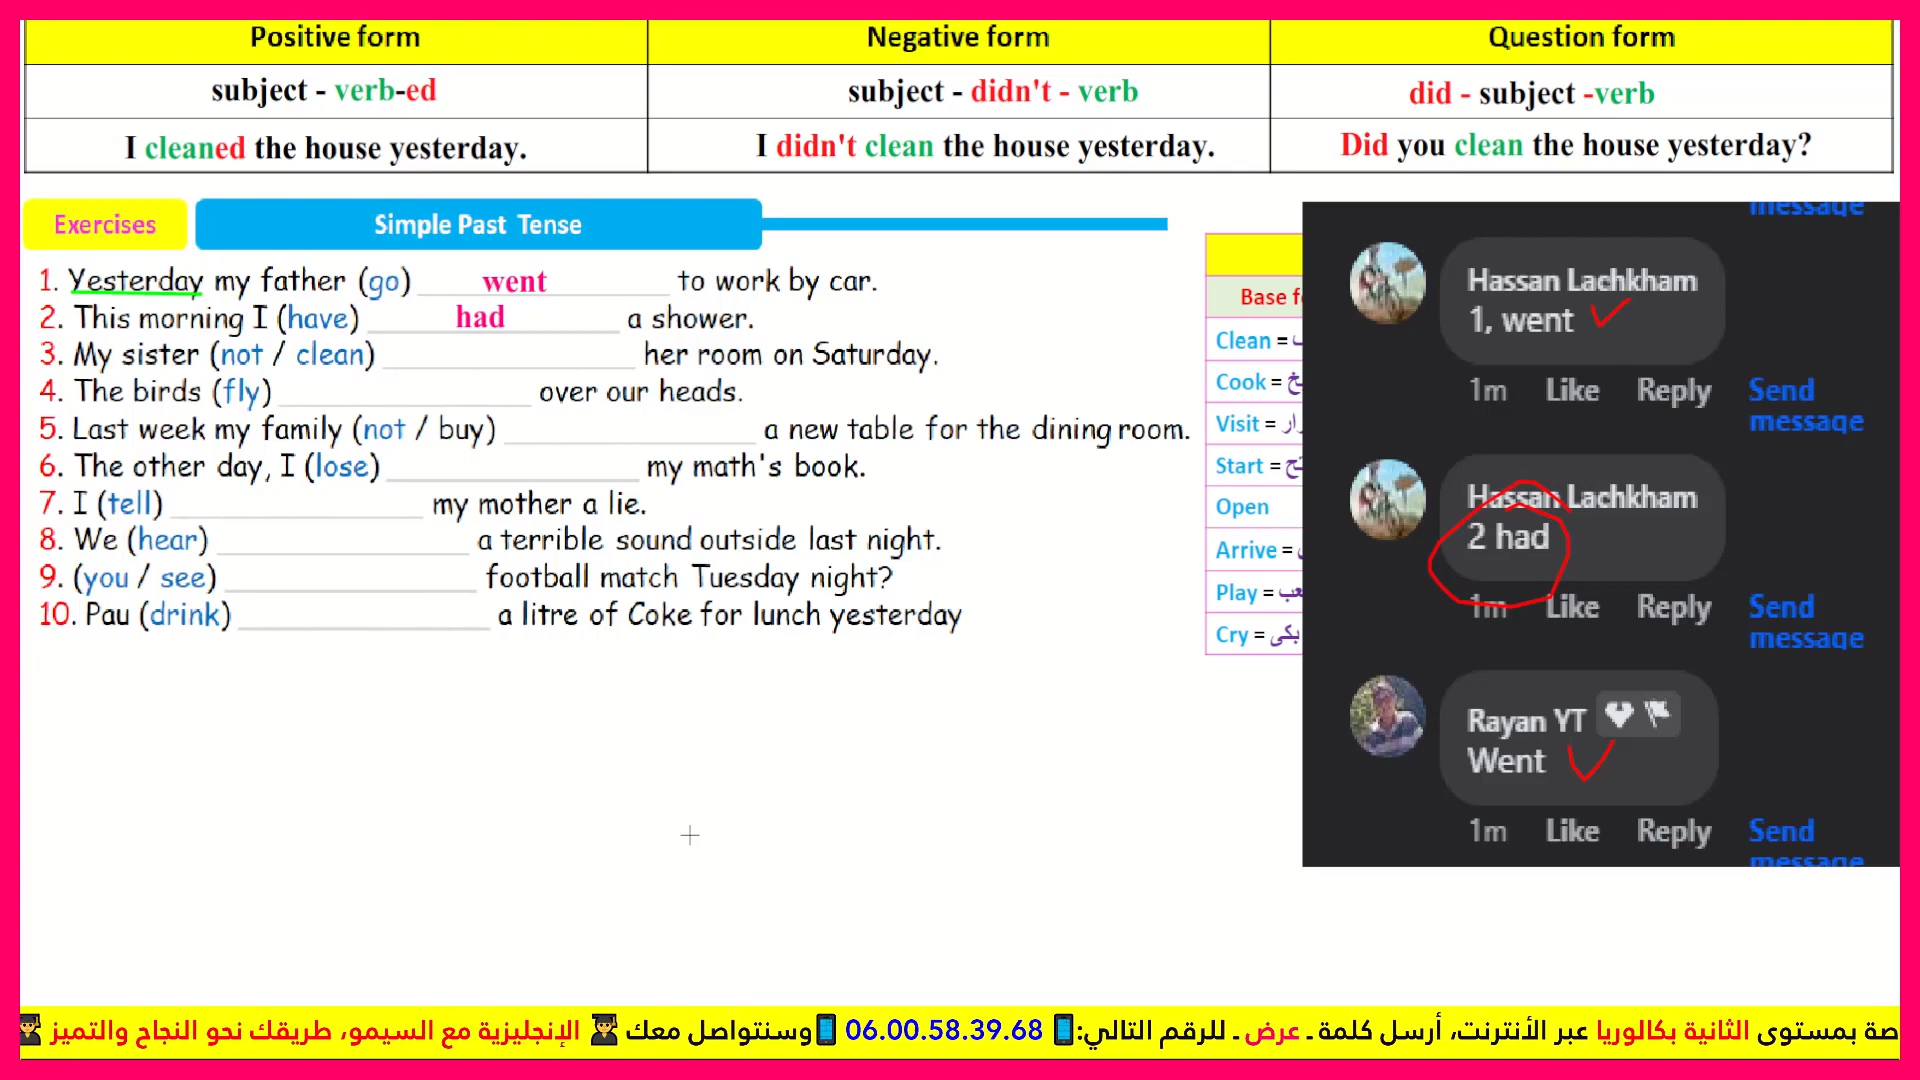 Positive form
Negative form
Question form
subject - verb-ed
subject - didn't - verb
did - subject -verb
I cleaned the house yesterday.
I didn't clean the house yesterday.
Did you clean the house yesterday?
Exercises
Simple Past Tense
1. Yesterday my father (go) went to work by car.
2. This morning I (have) had a shower.
3. My sister (not / clean) her room on Saturday.
4. The birds (fly) over our heads.
5. Last week my family (not / buy) a new table for the dining room.
6. The other day, I (lose) my math's book.
7. I (tell) my mother a lie.
8. We (hear) a terrible sound outside last night.
9. (you / see) football match Tuesday night?
10. Pau (drink) a litre of Coke for lunch yesterday
Base
Clean =
Cook =
Visit =
Start =
Open
Arrive =
Play =
Cry = بكى
message
Hassan Lachkham
1, went
1m Like Reply Send message
Hassan Lachkham
2 had
1m Like Reply Send message
Rayan YT
Went
1m Like Reply Send message
صة بمستوى الثانية بكالوريا عبر الأنترنت، أرسل كلمة ـ عرض ـ للرقم التالي: 06.00.58.39.68 وسنتواصل معك الإنجليزية مع السيمو، طريقك نحو النجاح والتميز